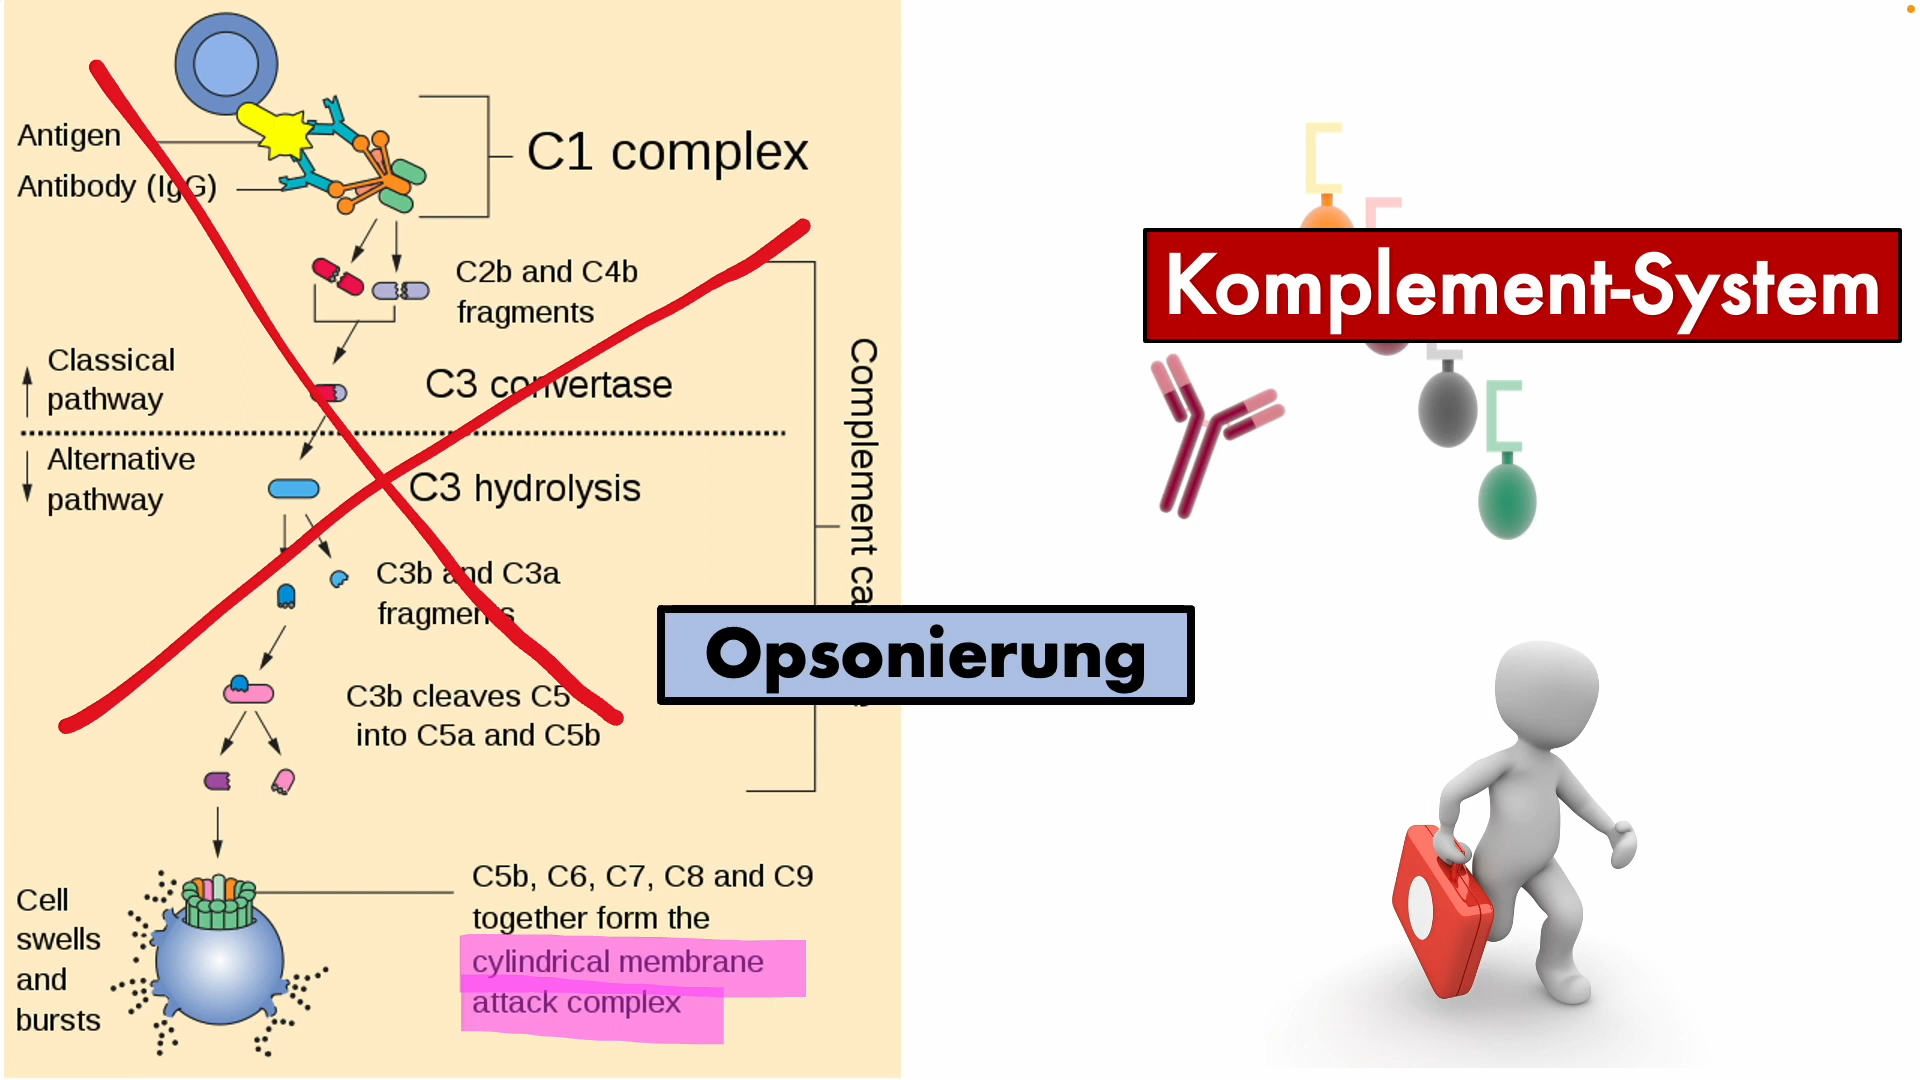 Antigen
Antibody (IgG)
C1 complex
C2b and C4b
fragments
Classical
pathway
C3 convertase
Alternative
pathway
C3 hydrolysis
C3b and C3a
fragments
C3b cleaves C5
into C5a and C5b
Cell
swells
and
bursts
C5b, C6, C7, C8 and C9
together form the
cylindrical membrane
attack complex
Complement
Opsonierung
Komplement-System